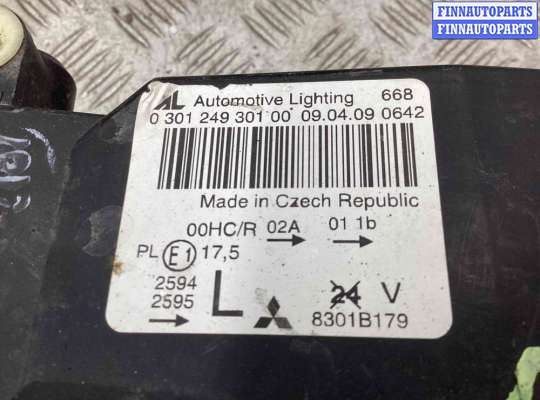 FINNAUTOPARTS
FINNAUTOPARTS
AL Automotive Lighting 668
0 301 249 301 00 09.04.09 0642
Made in Czech Republic
00HC/R 02A 01 1b
PL E1 17,5
2594
2595
L
24 V
8301B179